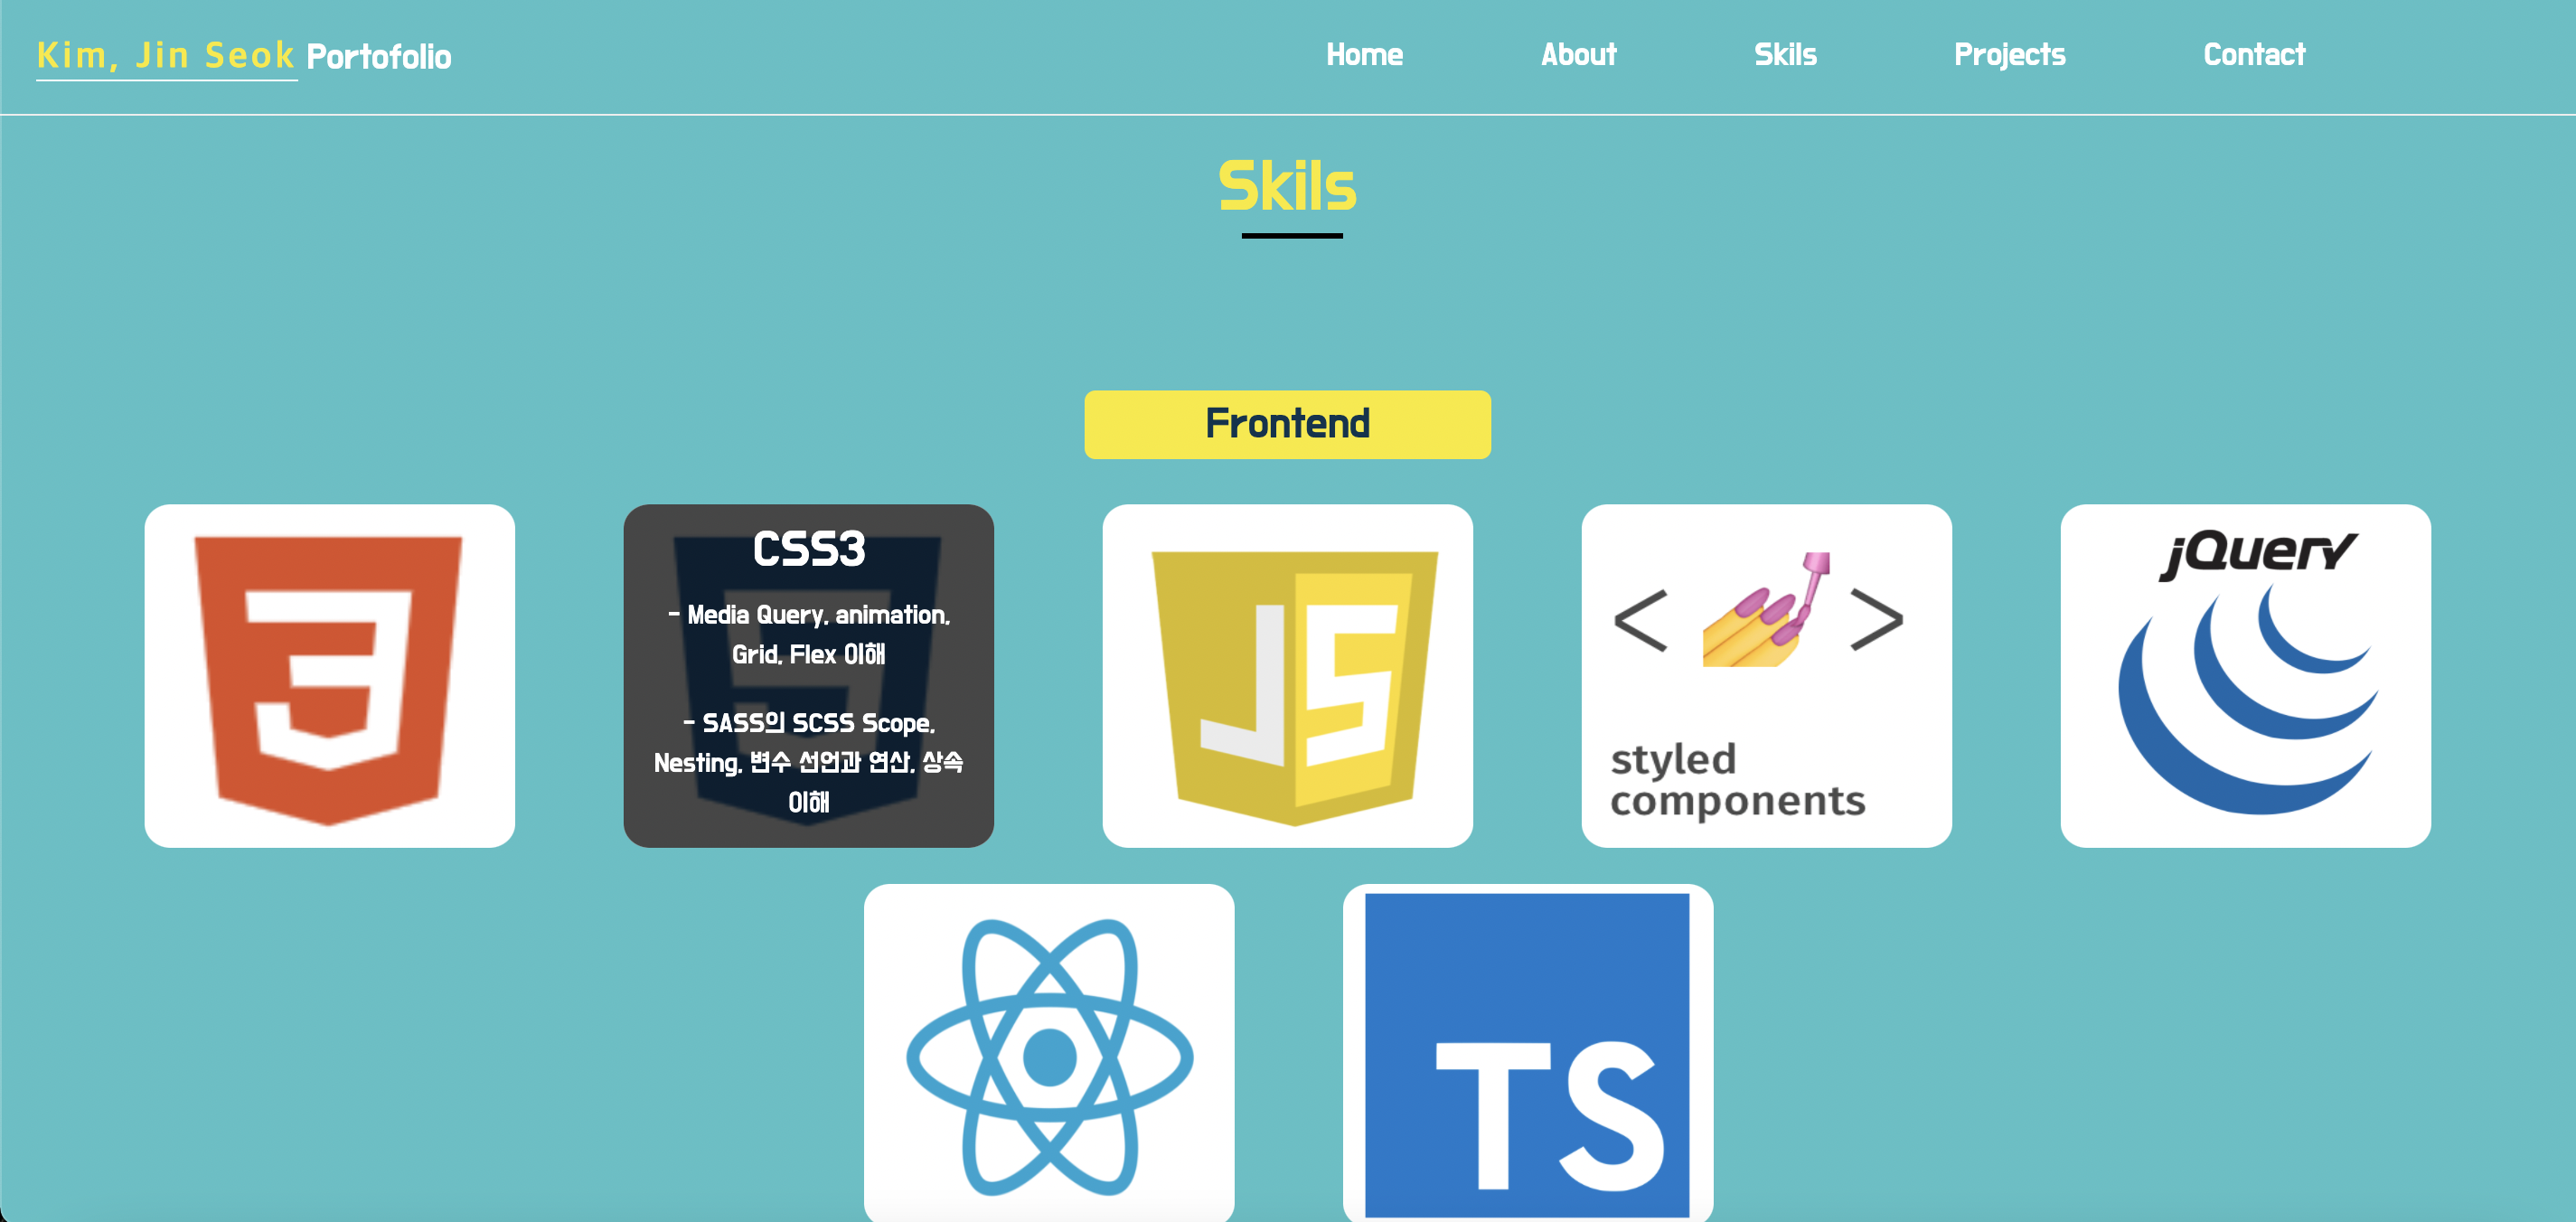 Kim, Jin Seok Portofolio Home About Skils Projects Contact
Skils
Frontend
CSS3
- Media Query, animation,
Grid, Flex 이해
- SASS의 SCSS Scope,
Nesting, 변수 선언과 연산, 상속
이해
JS
< >
styled
components
jQuery
TS